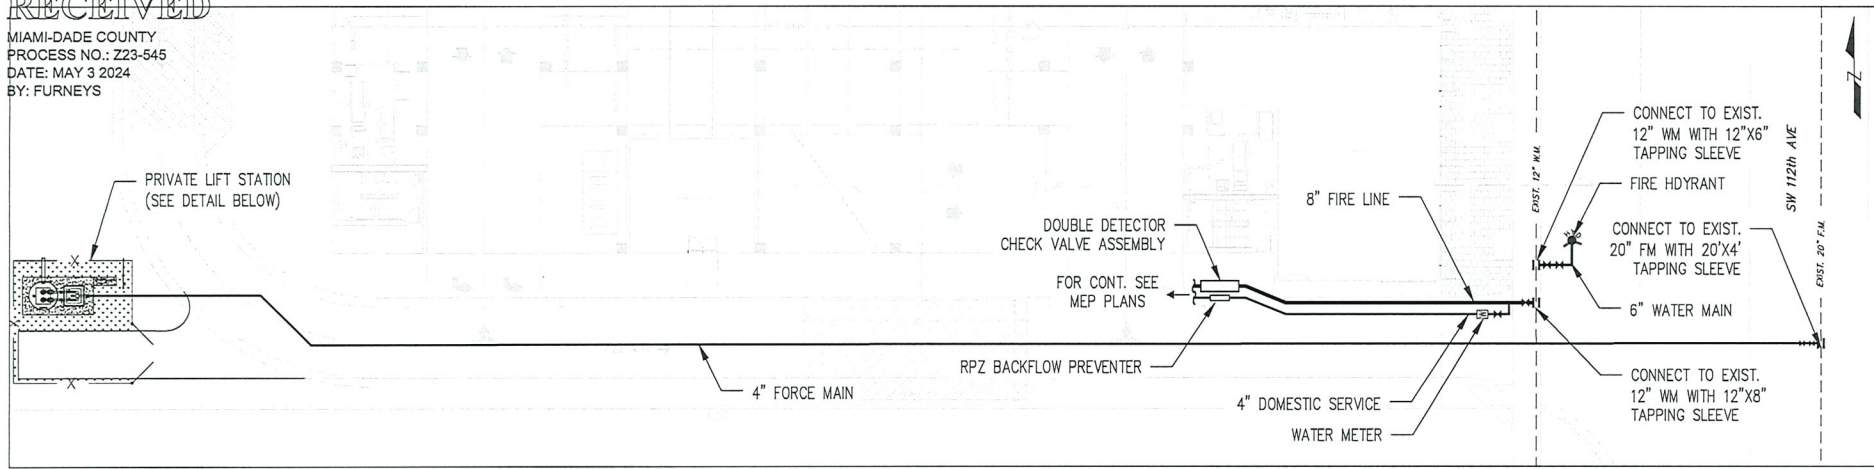 RECEIVED
MIAMI-DADE COUNTY
PROCESS NO.: Z23-545
DATE: MAY 3 2024
BY: FURNEYS
PRIVATE LIFT STATION
(SEE DETAIL BELOW)
4" FORCE MAIN
DOUBLE DETECTOR
CHECK VALVE ASSEMBLY
FOR CONT. SEE
MEP PLANS
RPZ BACKFLOW PREVENTER
8" FIRE LINE
4" DOMESTIC SERVICE
WATER METER
EXIST. 12" W.M.
CONNECT TO EXIST.
12" WM WITH 12"X6"
TAPPING SLEEVE
FIRE HDYRANT
CONNECT TO EXIST.
20" FM WITH 20'X4'
TAPPING SLEEVE
6" WATER MAIN
CONNECT TO EXIST.
12" WM WITH 12"X8"
TAPPING SLEEVE
SW 112th AVE
EXIST. 20" F.M.
N